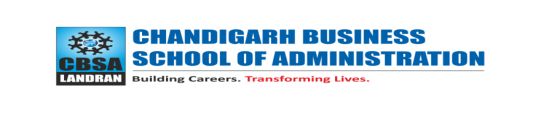 CBSA
LANDRAN
CHANDIGARH BUSINESS
SCHOOL OF ADMINISTRATION
Building Careers. Transforming Lives.